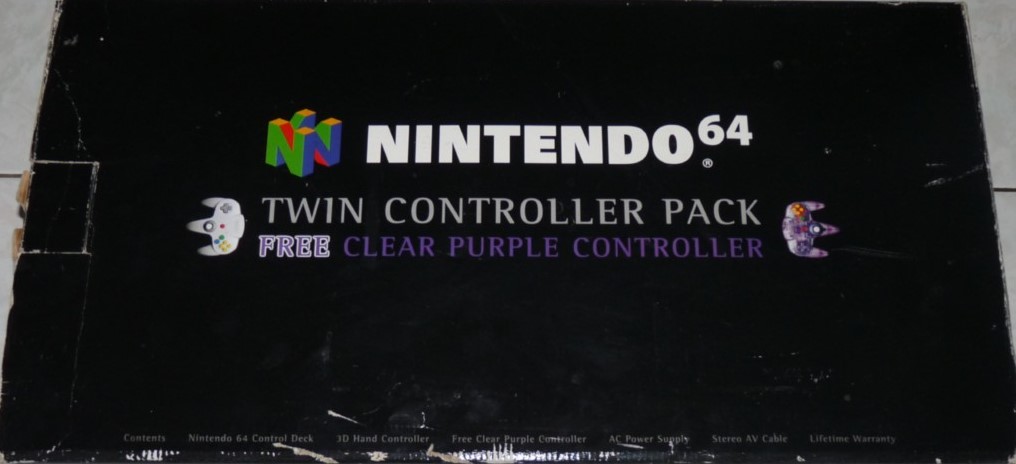 NINTENDO64®
TWIN CONTROLLER PACK
FREE CLEAR PURPLE CONTROLLER
Contents Nintendo 64 Control Deck 3D Hand Controller Free Clear Purple Controller AC Power Supply Stereo AV Cable Lifetime Warranty